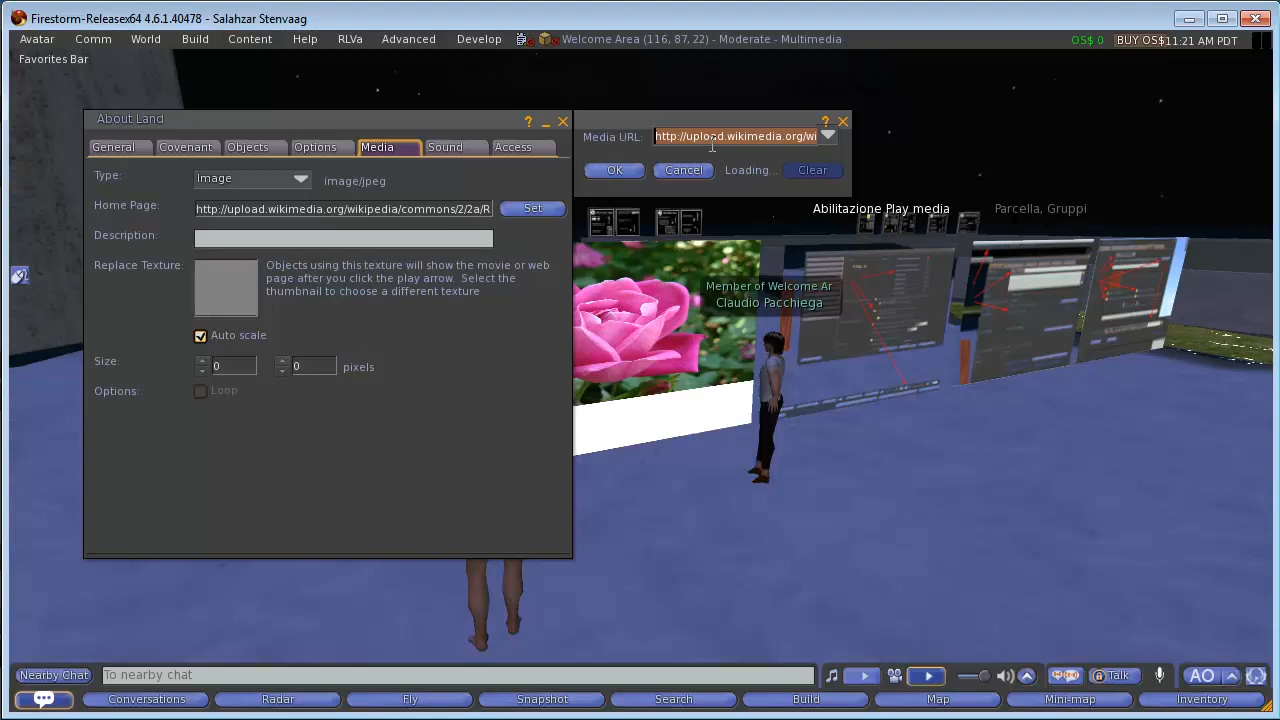 Firestorm-Releasex64 4.6.1.40478 - Salahzar Stenvaag
Avatar Comm World Build Content Help RLVa Advanced Develop Welcome Area (116, 87, 22) - Moderate - Multimedia OS$ 0 BUY OS$ 11:21 AM PDT
Favorites Bar
About Land
General Covenant Objects Options Media Sound Access
Type: Image image/jpeg
Home Page: http://upload.wikimedia.org/wikipedia/commons/2/2a/R Set
Description:
Replace Texture: Objects using this texture will show the movie or web
page after you click the play arrow. Select the
thumbnail to choose a different texture.
Auto scale
Size: 0 0 pixels
Options: Loop
Media URL: http://upload.wikimedia.org/wi
OK Cancel Loading... Clear
Abilitazione Play media Parcella, Gruppi
Member of Welcome Ar
Claudio Pacchiega
Nearby Chat To nearby chat Talk AO
Conversations Radar Fly Snapshot Search Build Map Mini-map Inventory